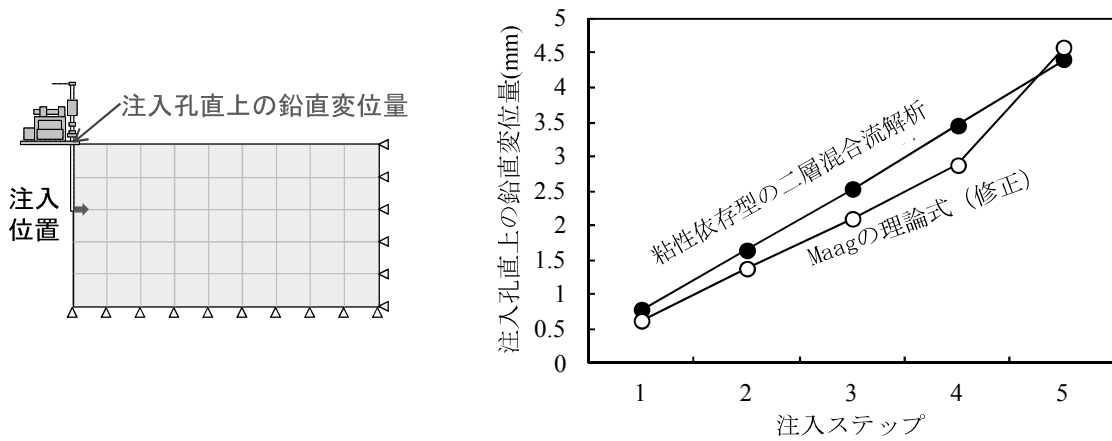 注入孔直上の鉛直変位量
注入
位置
注入孔直上の鉛直変位量(mm)
5
4.5
4
3.5
3
2.5
2
1.5
1
0.5
0
粘性依存型の二層混合流解析
Maagの理論式（修正）
1 2 3 4 5
注入ステップ